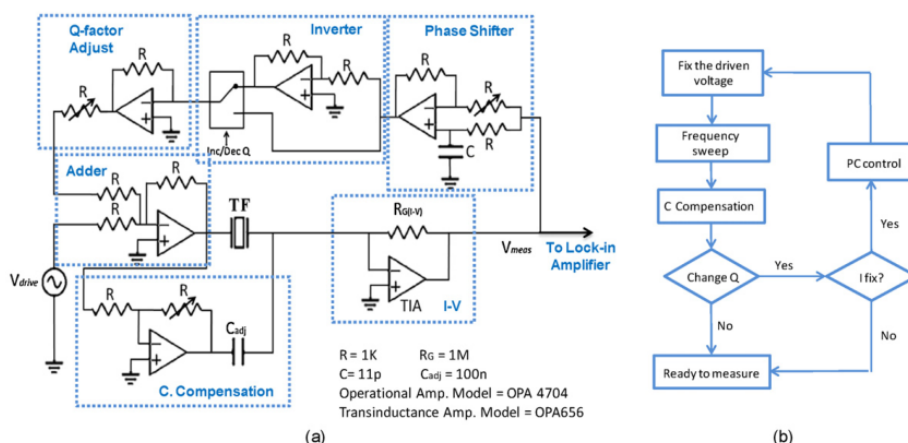 Q-factor
Adjust
R
R
Inverter
R
R
Inc/Dec Q
Phase Shifter
R
R
C
Adder
R
R
R
TF
Vdrive
R
R
Cadj
C. Compensation
RG(I-V)
TIA
I-V
Vmeas
To Lock-in
Amplifier
R = 1K RG = 1M
C= 11p Cadj = 100n
Operational Amp. Model = OPA 4704
Transinductance Amp. Model = OPA656
(a)
Fix the driven
voltage
Frequency
sweep
C Compensation
Change Q
Yes
I fix?
Yes
PC control
No
No
Ready to measure
(b)